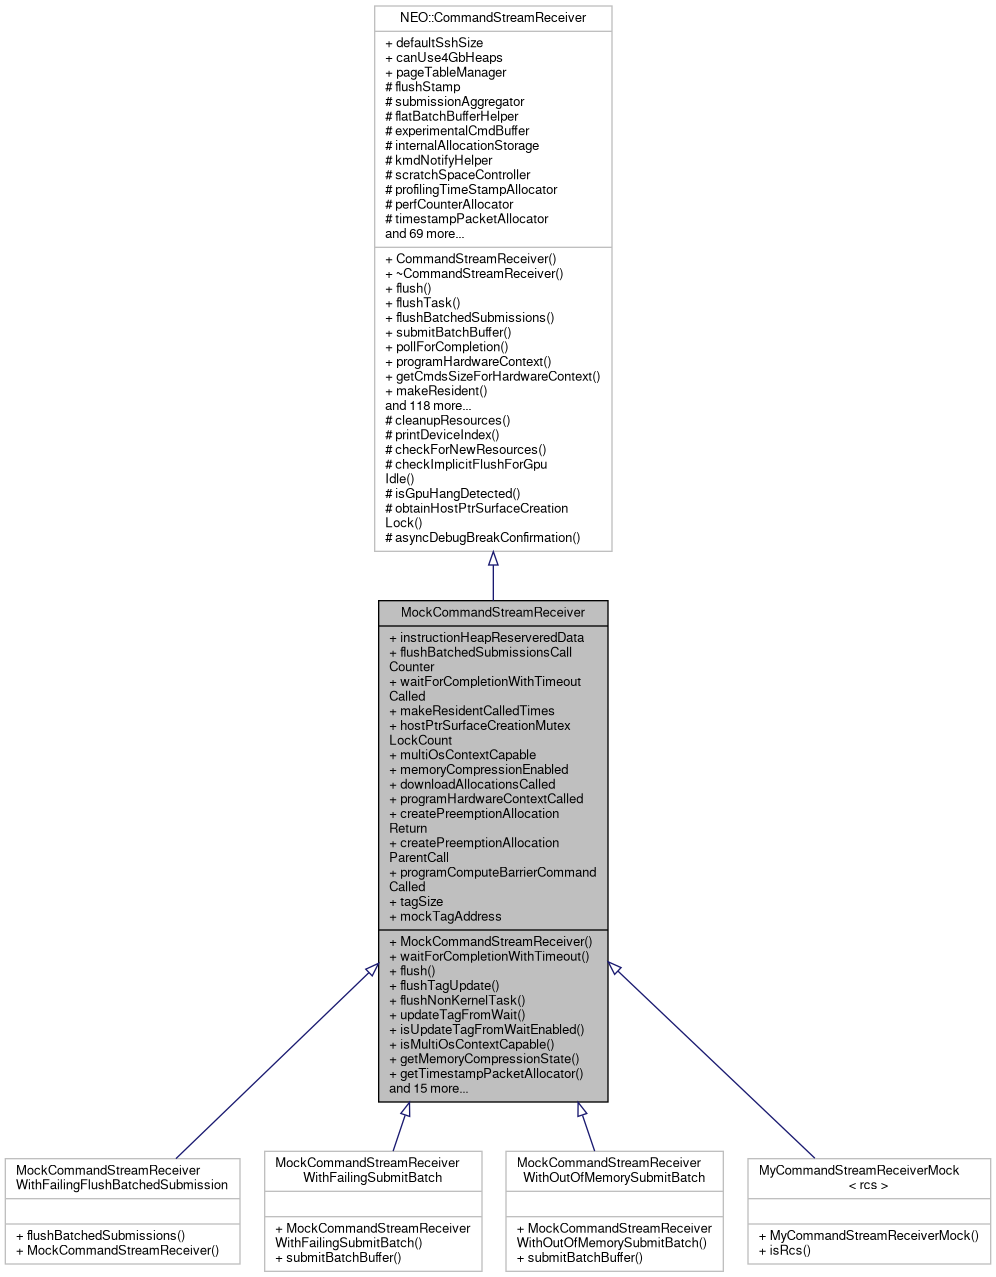 NEO::CommandStreamReceiver
+ defaultSshSize
+ canUse4GbHeaps
+ pageTableManager
# flushStamp
# submissionAggregator
# flatBatchBufferHelper
# experimentalCmdBuffer
# internalAllocationStorage
# kmdNotifyHelper
# scratchSpaceController
# profilingTimeStampAllocator
# perfCounterAllocator
# timestampPacketAllocator
and 69 more...
+ CommandStreamReceiver()
+ ~CommandStreamReceiver()
+ flush()
+ flushTask()
+ flushBatchedSubmissions()
+ submitBatchBuffer()
+ pollForCompletion()
+ programHardwareContext()
+ getCmdsSizeForHardwareContext()
+ makeResident()
and 118 more...
# cleanupResources()
# printDeviceIndex()
# checkForNewResources()
# checkImplicitFlushForGpu
Idle()
# isGpuHangDetected()
# obtainHostPtrSurfaceCreation
Lock()
# asyncDebugBreakConfirmation()
MockCommandStreamReceiver
+ instructionHeapReserveredData
+ flushBatchedSubmissionsCall
Counter
+ waitForCompletionWithTimeout
Called
+ makeResidentCalledTimes
+ hostPtrSurfaceCreationMutex
LockCount
+ multiOsContextCapable
+ memoryCompressionEnabled
+ downloadAllocationsCalled
+ programHardwareContextCalled
+ createPreemptionAllocation
Return
+ createPreemptionAllocation
ParentCall
+ programComputeBarrierCommand
Called
+ tagSize
+ mockTagAddress
+ MockCommandStreamReceiver()
+ waitForCompletionWithTimeout()
+ flush()
+ flushTagUpdate()
+ flushNonKernelTask()
+ updateTagFromWait()
+ isUpdateTagFromWaitEnabled()
+ isMultiOsContextCapable()
+ getMemoryCompressionState()
+ getTimestampPacketAllocator()
and 15 more...
MockCommandStreamReceiver
WithFailingFlushBatchedSubmission
+ flushBatchedSubmissions()
+ MockCommandStreamReceiver()
MockCommandStreamReceiver
WithFailingSubmitBatch
+ MockCommandStreamReceiver
WithFailingSubmitBatch()
+ submitBatchBuffer()
MockCommandStreamReceiver
WithOutOfMemorySubmitBatch
+ MockCommandStreamReceiver
WithOutOfMemorySubmitBatch()
+ submitBatchBuffer()
MyCommandStreamReceiverMock
< rcs >
+ MyCommandStreamReceiverMock()
+ isRcs()